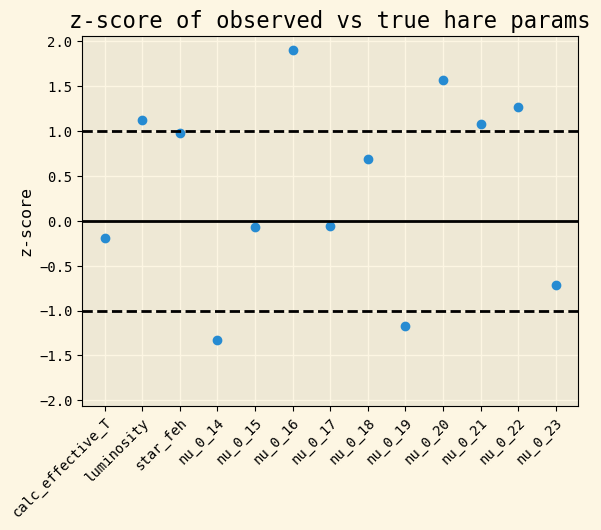 z-score of observed vs true hare params
2.0
1.5
1.0
0.5
0.0
−0.5
−1.0
−1.5
−2.0
z-score
calc_effective_T
luminosity
star_feh
nu_0_14
nu_0_15
nu_0_16
nu_0_17
nu_0_18
nu_0_19
nu_0_20
nu_0_21
nu_0_22
nu_0_23